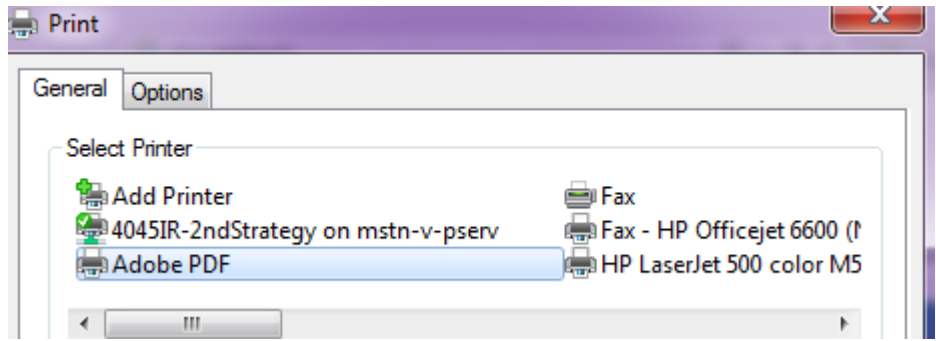 Print
General
Options
Select Printer
Add Printer
4045IR-2ndStrategy on mstn-v-pserv
Adobe PDF
Fax
Fax - HP Officejet 6600 (
HP LaserJet 500 color M5